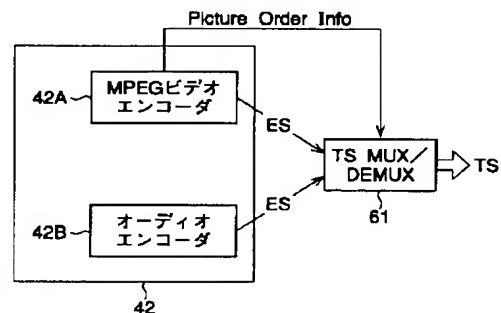 Picture Order Info
42A
MPEGビデオ
エンコーダ
ES
TS MUX/
DEMUX
TS
61
ES
42B
オーディオ
エンコーダ
42